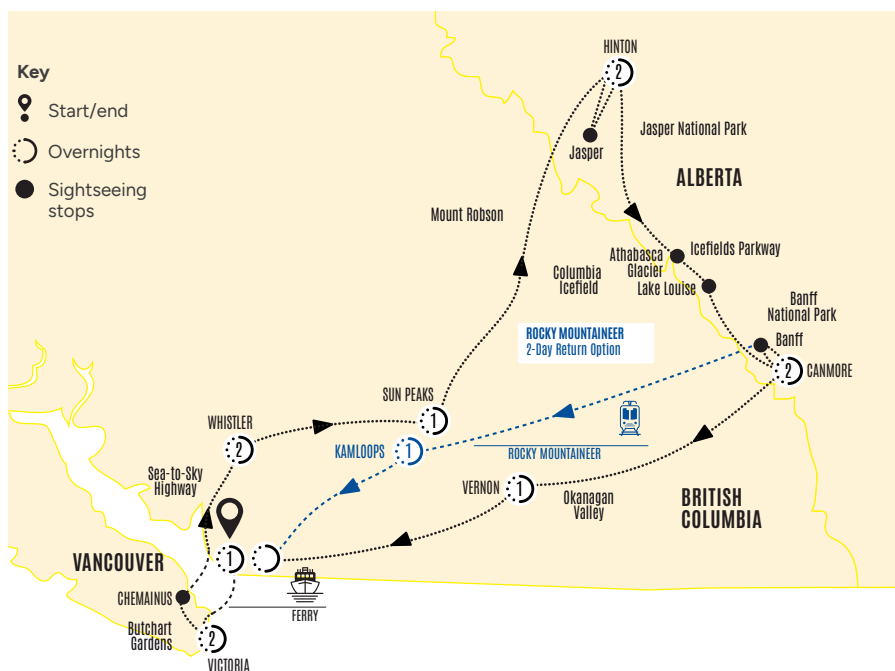 Key
Start/end
Overnights
Sightseeing
stops
HINTON
2
Jasper
Jasper National Park
ALBERTA
Mount Robson
Athabasca
Glacier
Icefields Parkway
Columbia
Icefield
Lake Louise
Banff
National Park
Banff
2
CANMORE
ROCKY MOUNTAINEER
2-Day Return Option
SUN PEAKS
1
WHISTLER
2
KAMLOOPS
1
ROCKY MOUNTAINEER
Sea-to-Sky
Highway
VERNON
1
Okanagan
Valley
BRITISH
COLUMBIA
VANCOUVER
1
CHEMAINUS
FERRY
Butchart
Gardens
2
VICTORIA